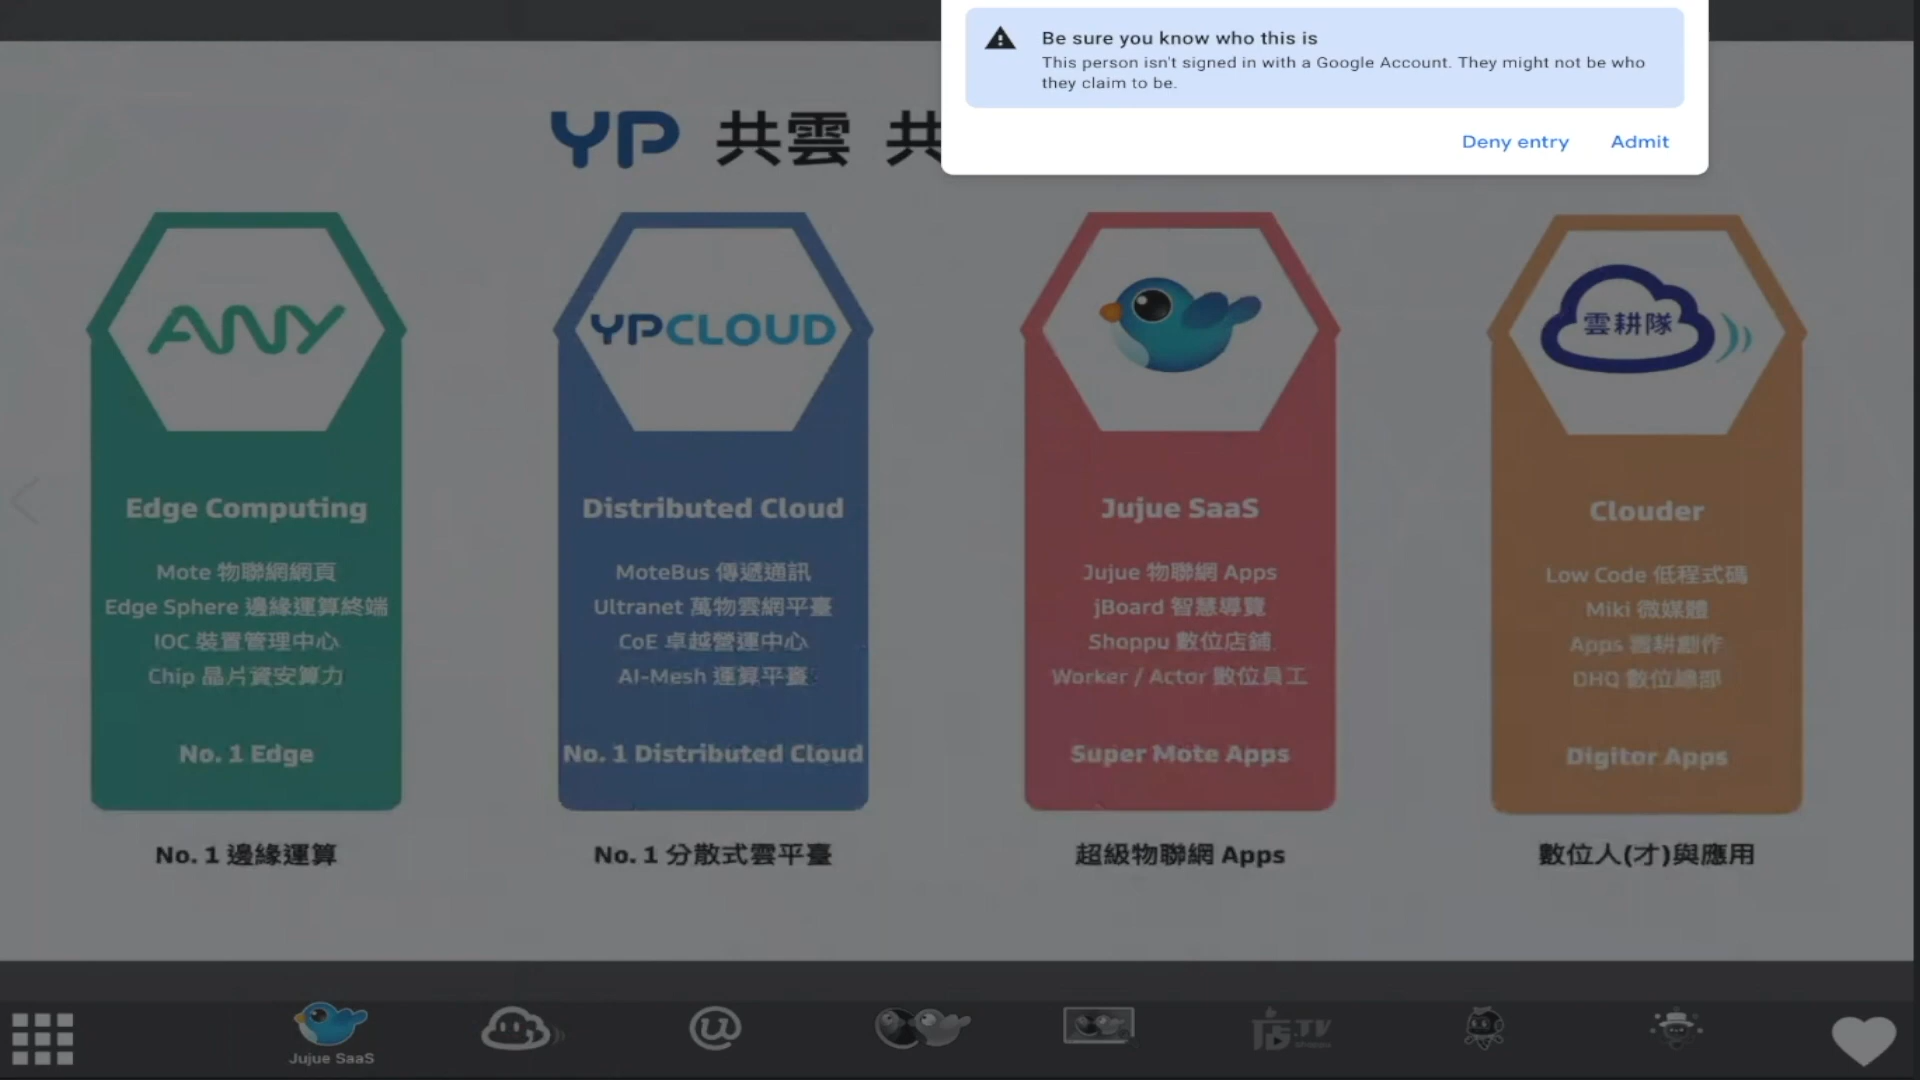 Be sure you know who this is
This person isn't signed in with a Google Account. They might not be who
they claim to be.
Deny entry
Admit
YP 共雲 共
ANY
Edge Computing
Mote 物聯網網頁
Edge Sphere 邊緣運算終端
IOC 裝置管理中心
Chip 晶片資安算力
No. 1 Edge
No. 1 邊緣運算
YPCLOUD
Distributed Cloud
MoteBus 傳遞通訊
Ultranet 萬物雲網平臺
CoE 卓越營運中心
AI-Mesh 運算平臺
No. 1 Distributed Cloud
No. 1 分散式雲平臺
Jujue SaaS
Jujue 物聯網 Apps
jBoard 智慧導覽
Shoppu 數位店鋪
Worker / Actor 數位員工
Super Mote Apps
超級物聯網 Apps
雲耕隊
Clouder
Low Code 低程式碼
Miki 微媒體
Apps 雲耕創作
DHQ 數位總部
Digitor Apps
數位人(才)與應用
Jujue SaaS
店.TV